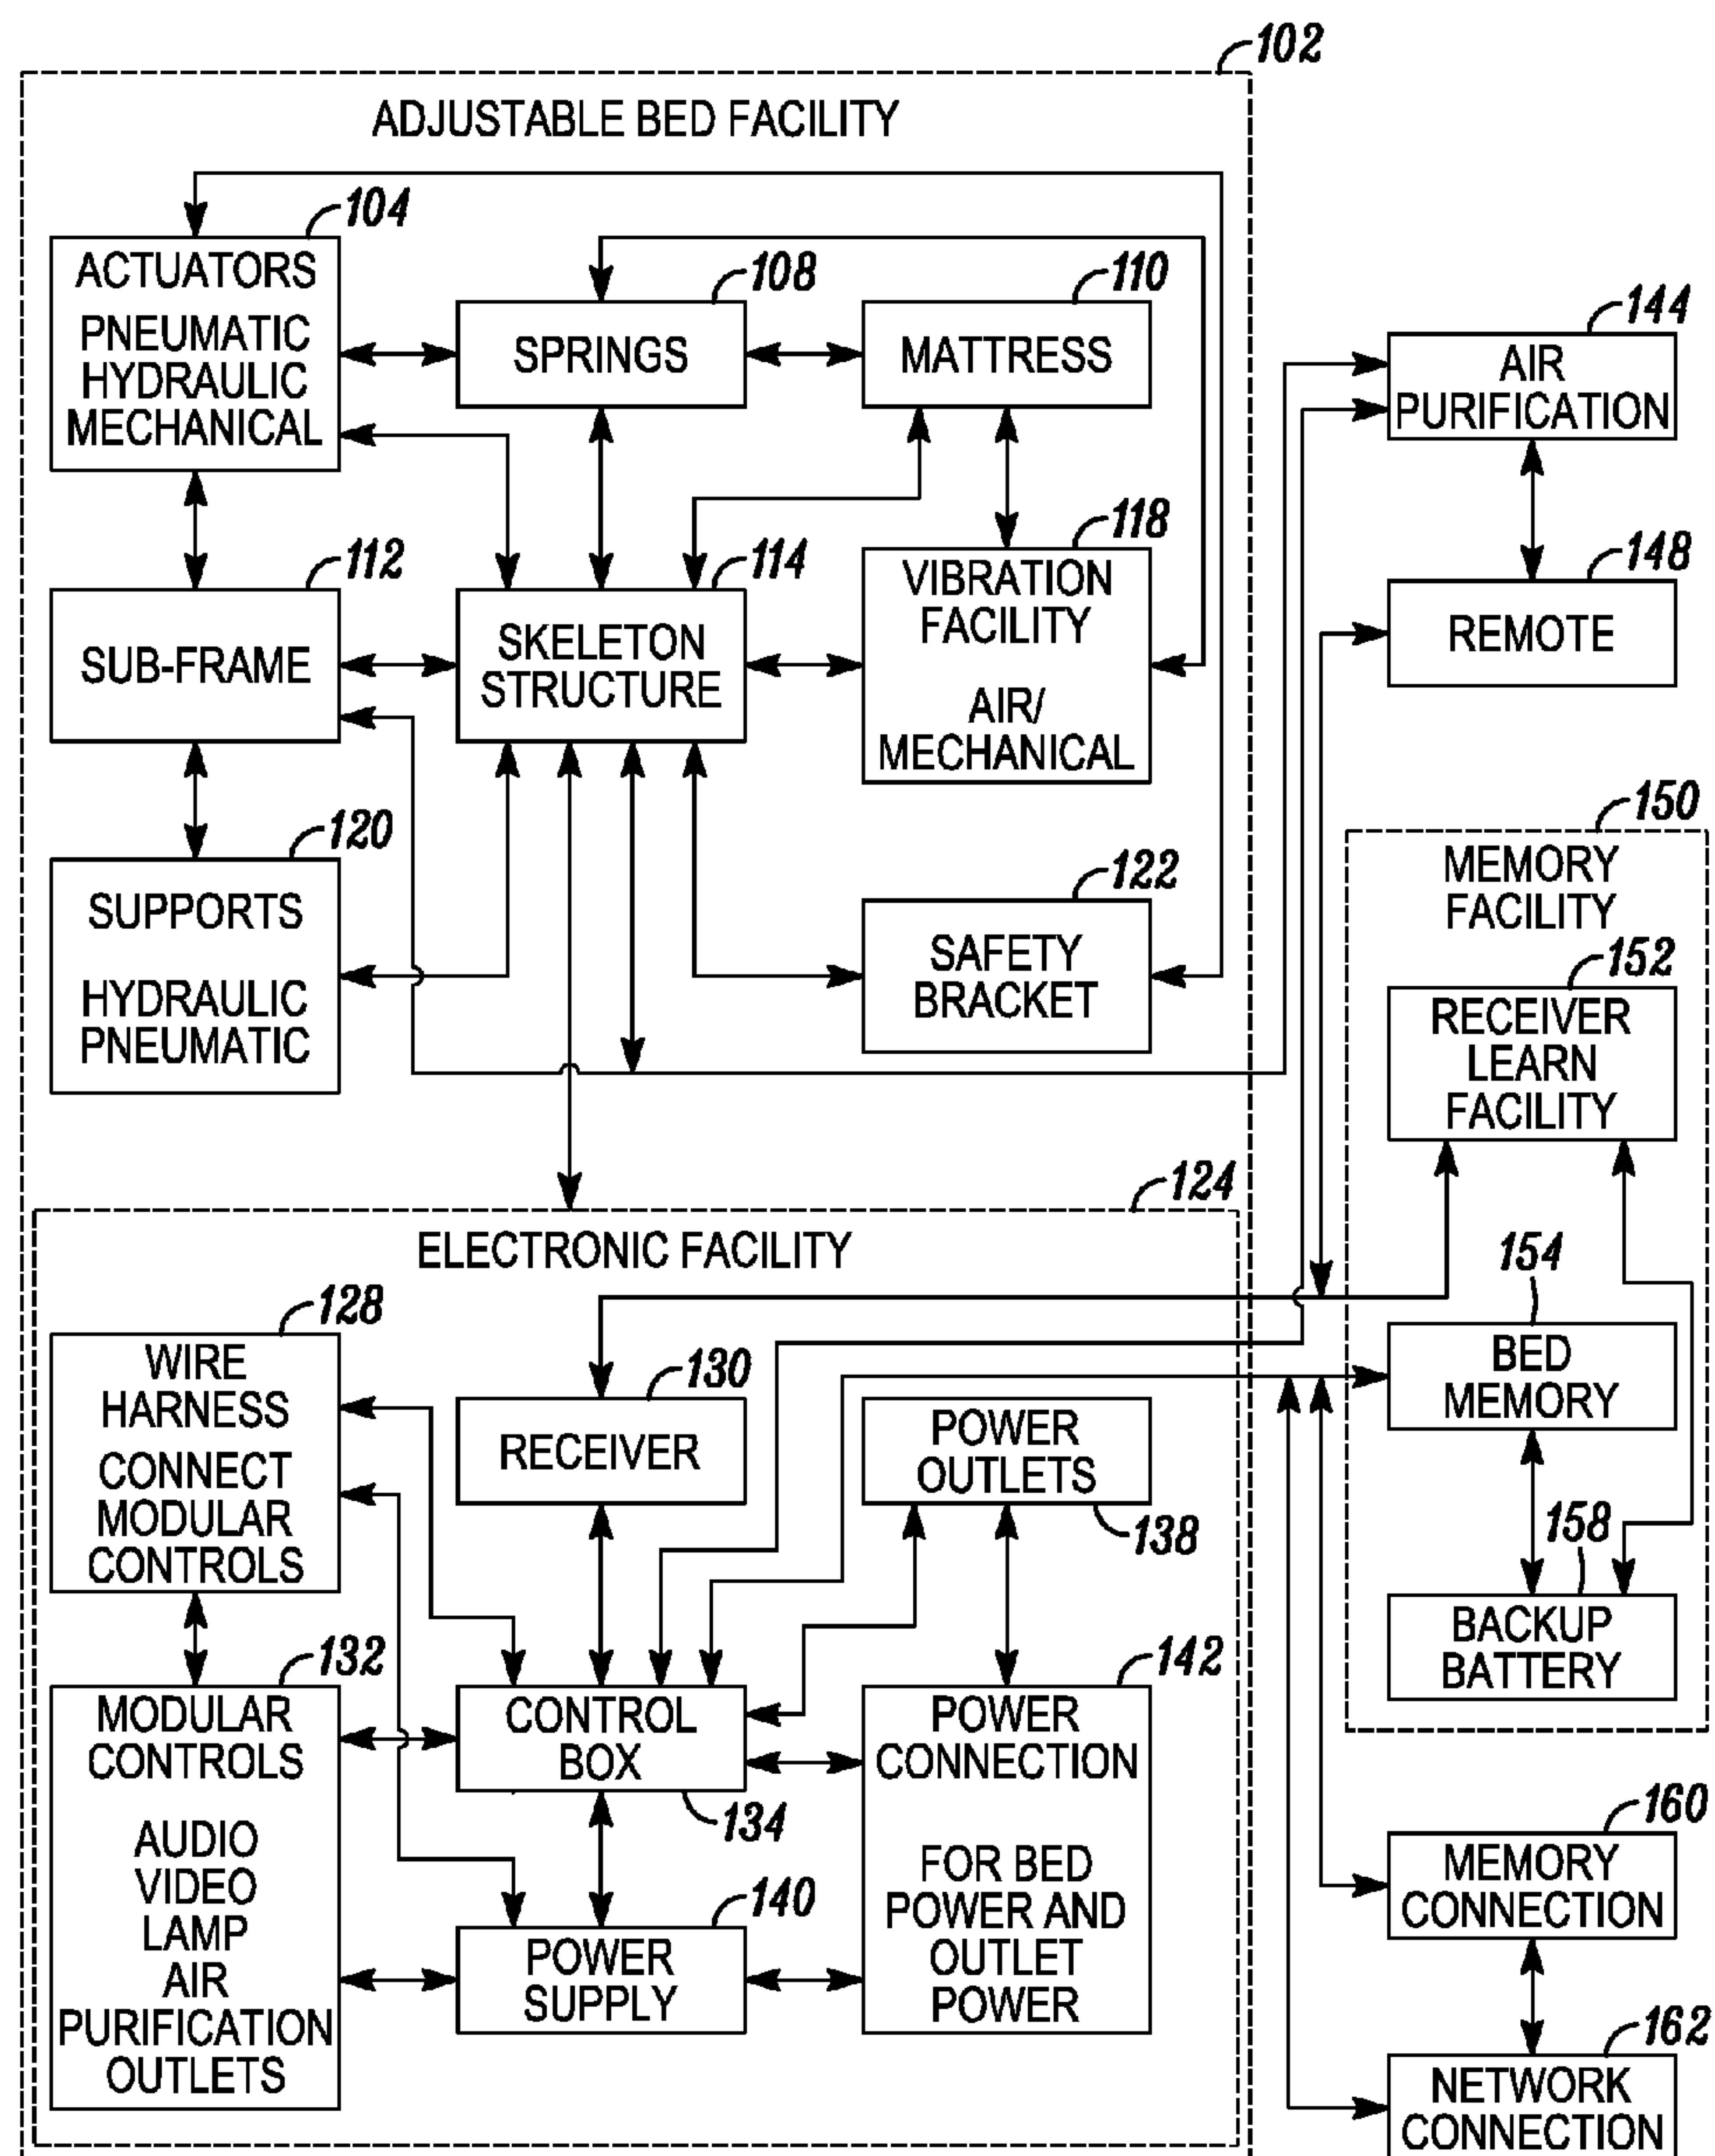 102
ADJUSTABLE BED FACILITY
104
ACTUATORS
PNEUMATIC
HYDRAULIC
MECHANICAL
108
SPRINGS
110
MATTRESS
144
AIR
PURIFICATION
112
SUB-FRAME
114
SKELETON
STRUCTURE
118
VIBRATION
FACILITY
AIR/
MECHANICAL
148
REMOTE
120
SUPPORTS
HYDRAULIC
PNEUMATIC
122
SAFETY
BRACKET
150
MEMORY
FACILITY
152
RECEIVER
LEARN
FACILITY
124
ELECTRONIC FACILITY
128
WIRE
HARNESS
CONNECT
MODULAR
CONTROLS
130
RECEIVER
POWER
OUTLETS
138
154
BED
MEMORY
158
BACKUP
BATTERY
132
MODULAR
CONTROLS
AUDIO
VIDEO
LAMP
AIR
PURIFICATION
OUTLETS
CONTROL
BOX
134
142
POWER
CONNECTION
FOR BED
POWER AND
OUTLET
POWER
140
POWER
SUPPLY
160
MEMORY
CONNECTION
162
NETWORK
CONNECTION